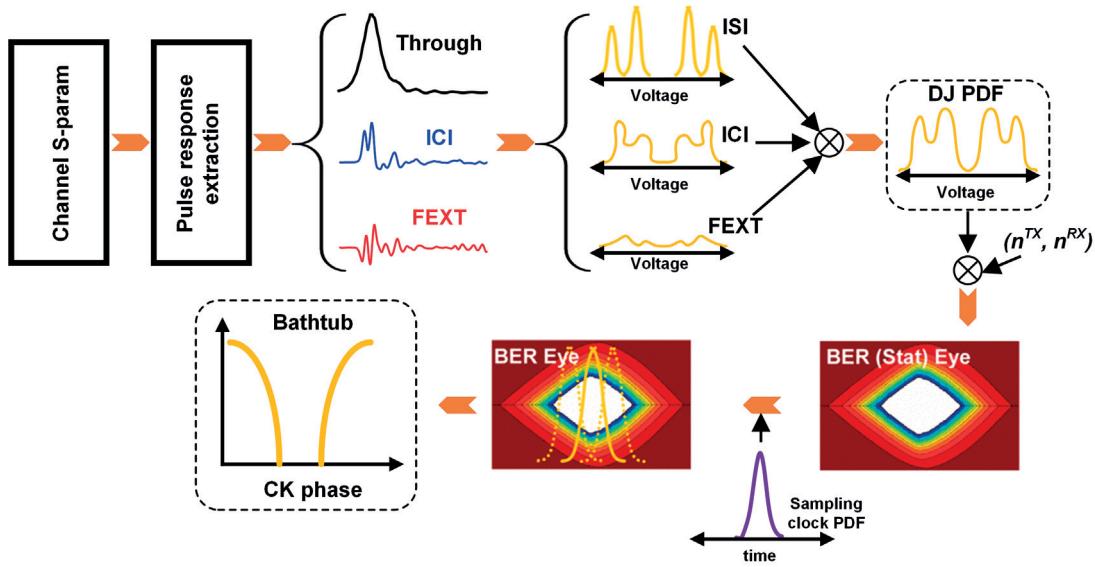 Channel S-param
Pulse response
extraction
Through
ICI
FEXT
ISI
Voltage
ICI
Voltage
FEXT
Voltage
DJ PDF
Voltage
(n^TX, n^RX)
BER (Stat) Eye
BER Eye
Sampling
clock PDF
time
Bathtub
CK phase